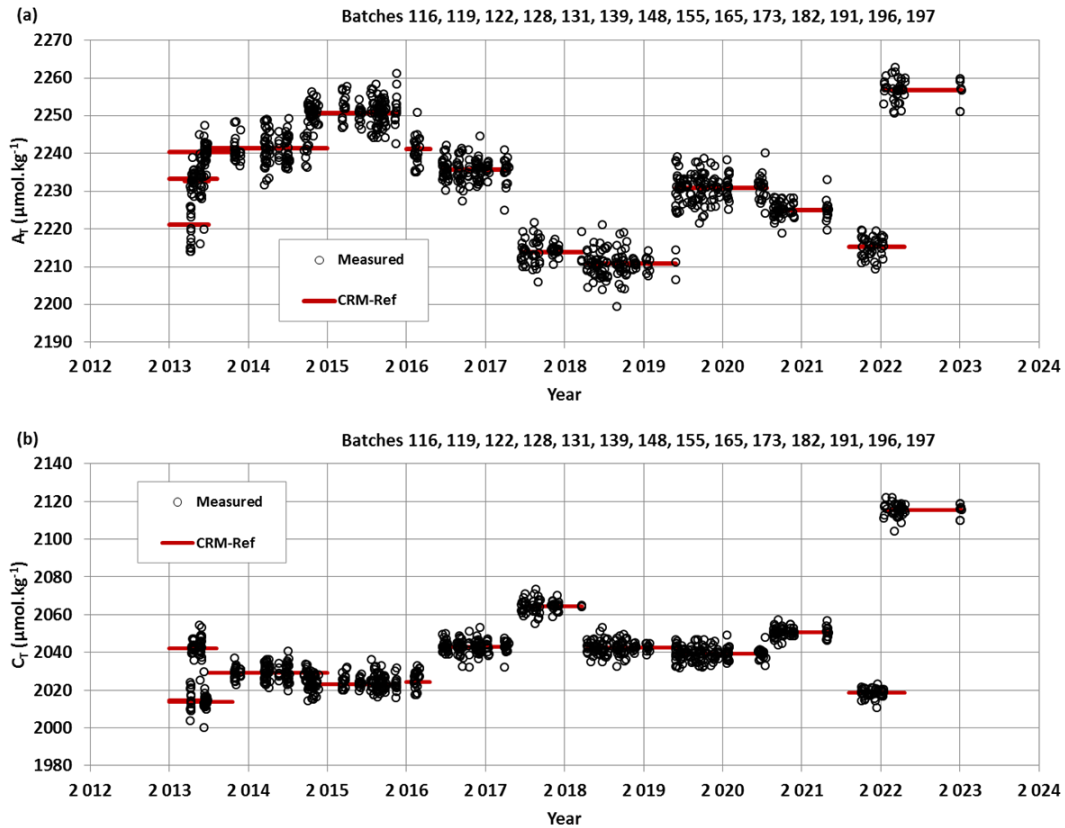 (a)
Batches 116, 119, 122, 128, 131, 139, 148, 155, 165, 173, 182, 191, 196, 197
2270
2260
2250
2240
2230
2220
2210
2200
2190
A_T (µmol.kg⁻¹)
Measured
CRM-Ref
2 012 2 013 2 014 2 015 2 016 2 017 2 018 2 019 2 020 2 021 2 022 2 023 2 024
Year
(b)
Batches 116, 119, 122, 128, 131, 139, 148, 155, 165, 173, 182, 191, 196, 197
2140
2120
2100
2080
2060
2040
2020
2000
1980
C_T (µmol.kg⁻¹)
Measured
CRM-Ref
2 012 2 013 2 014 2 015 2 016 2 017 2 018 2 019 2 020 2 021 2 022 2 023 2 024
Year